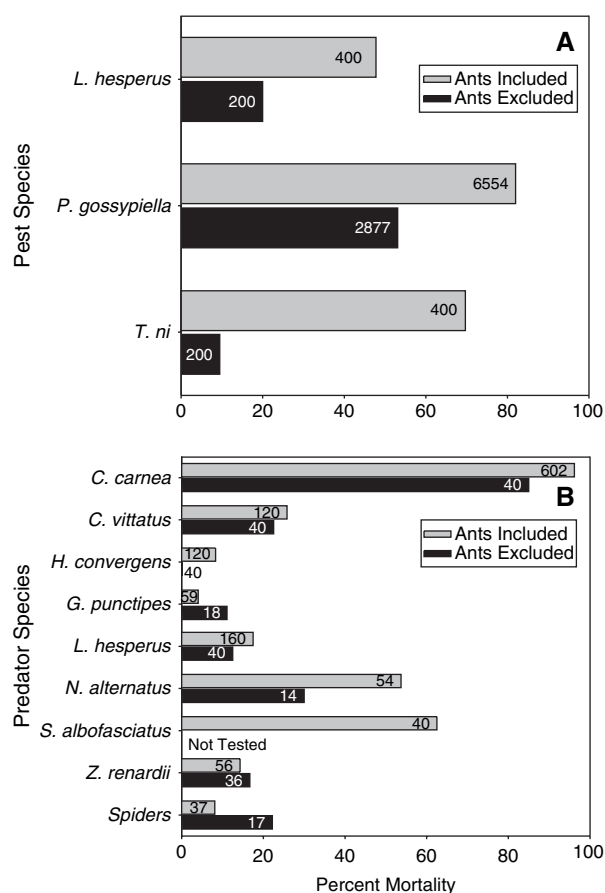 A
L. hesperus
400
200
Ants Included
Ants Excluded
Pest Species
P. gossypiella
6554
2877
T. ni
400
200
0 20 40 60 80 100
B
C. carnea
602
40
C. vittatus
120
40
Ants Included
Ants Excluded
H. convergens
120
40
G. punctipes
59
18
Predator Species
L. hesperus
160
40
N. alternatus
54
14
S. albofasciatus
40
Not Tested
Z. renardii
56
36
Spiders
37
17
0 20 40 60 80 100
Percent Mortality